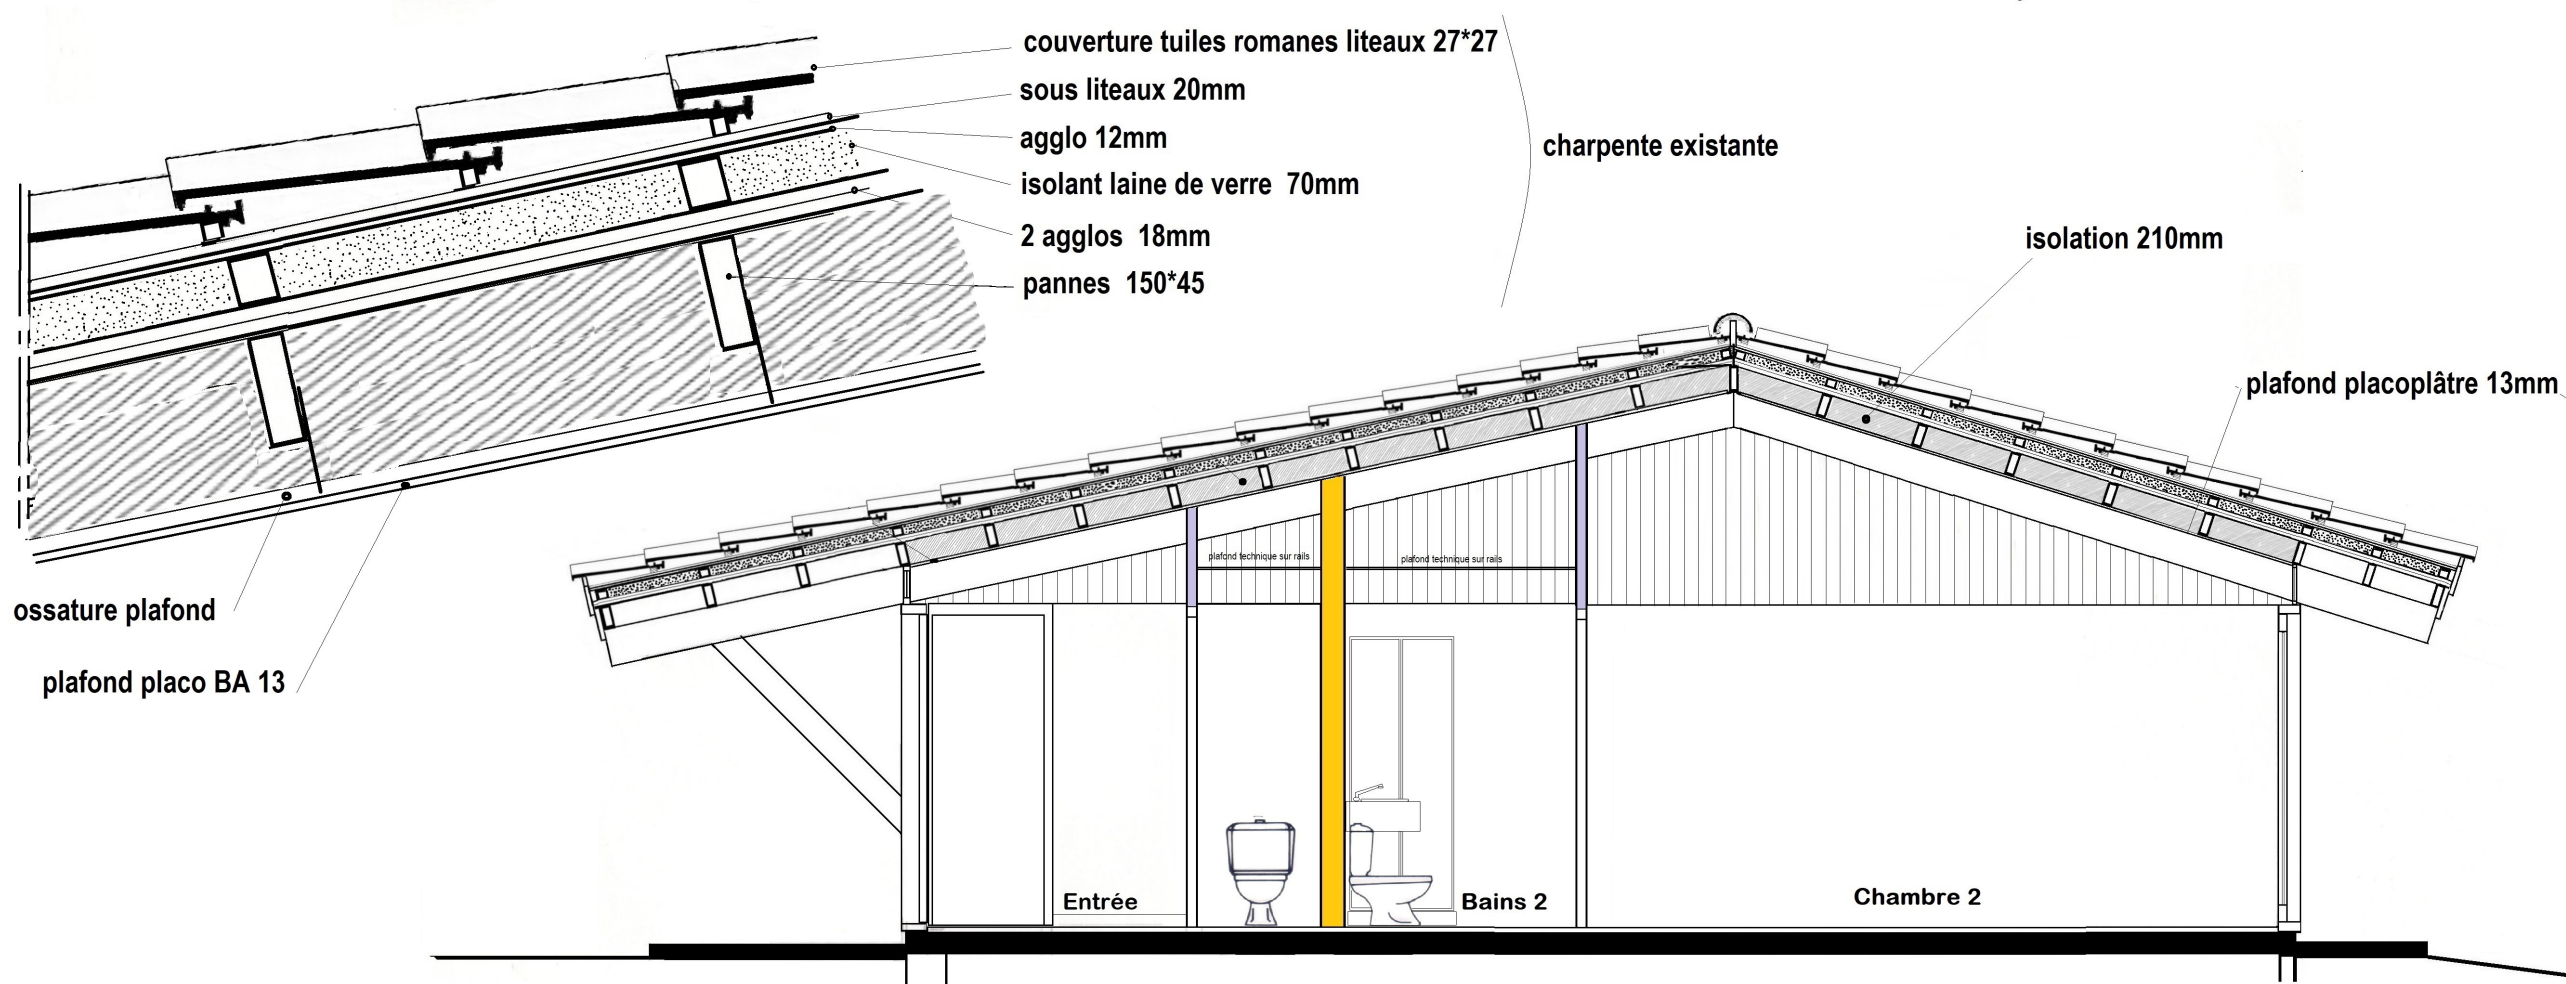 couverture tuiles romanes liteaux 27*27
sous liteaux 20mm
agglo 12mm
charpente existante
isolant laine de verre 70mm
2 agglos 18mm
isolation 210mm
pannes 150*45
plafond placoplâtre 13mm
plafond technique sur rails
plafond technique sur rails
ossature plafond
plafond placo BA 13
Entrée
Bains 2
Chambre 2